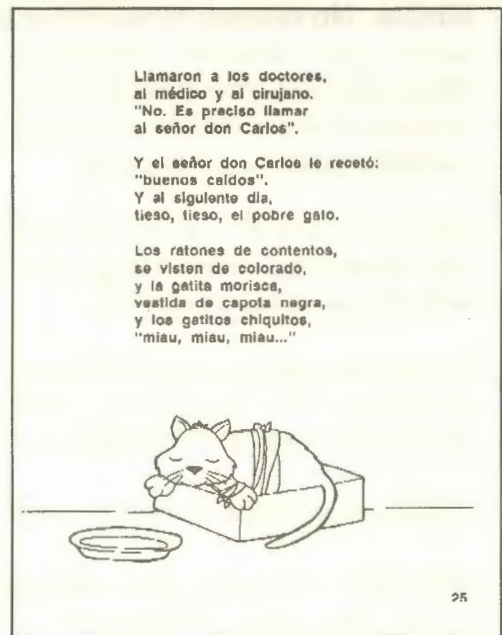 Llamaron a los doctores,
al médico y al cirujano.
"No. Es preciso llamar
al señor don Carlos".
Y el señor don Carlos le recetó:
"buenos caldos".
Y al siguiente día,
tieso, tieso, el pobre gato.
Los ratones de contentos,
se visten de colorado,
y la gatita morisca,
vestida de capota negra,
y los gatitos chiquitos,
"miau, miau, miau..."
25